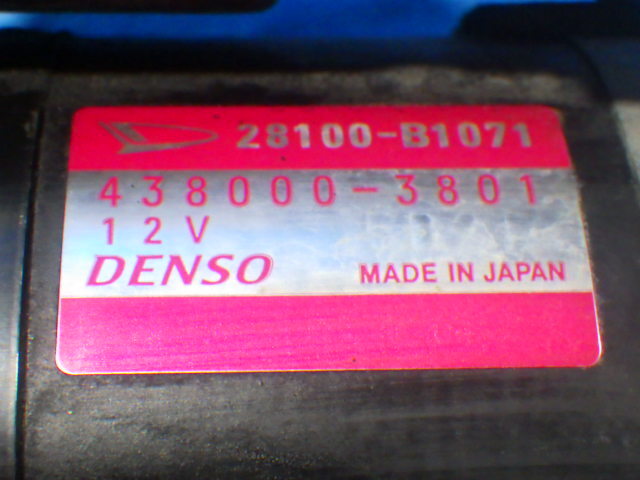 28100-B1071
438000-3801
12V
DENSO MADE IN JAPAN